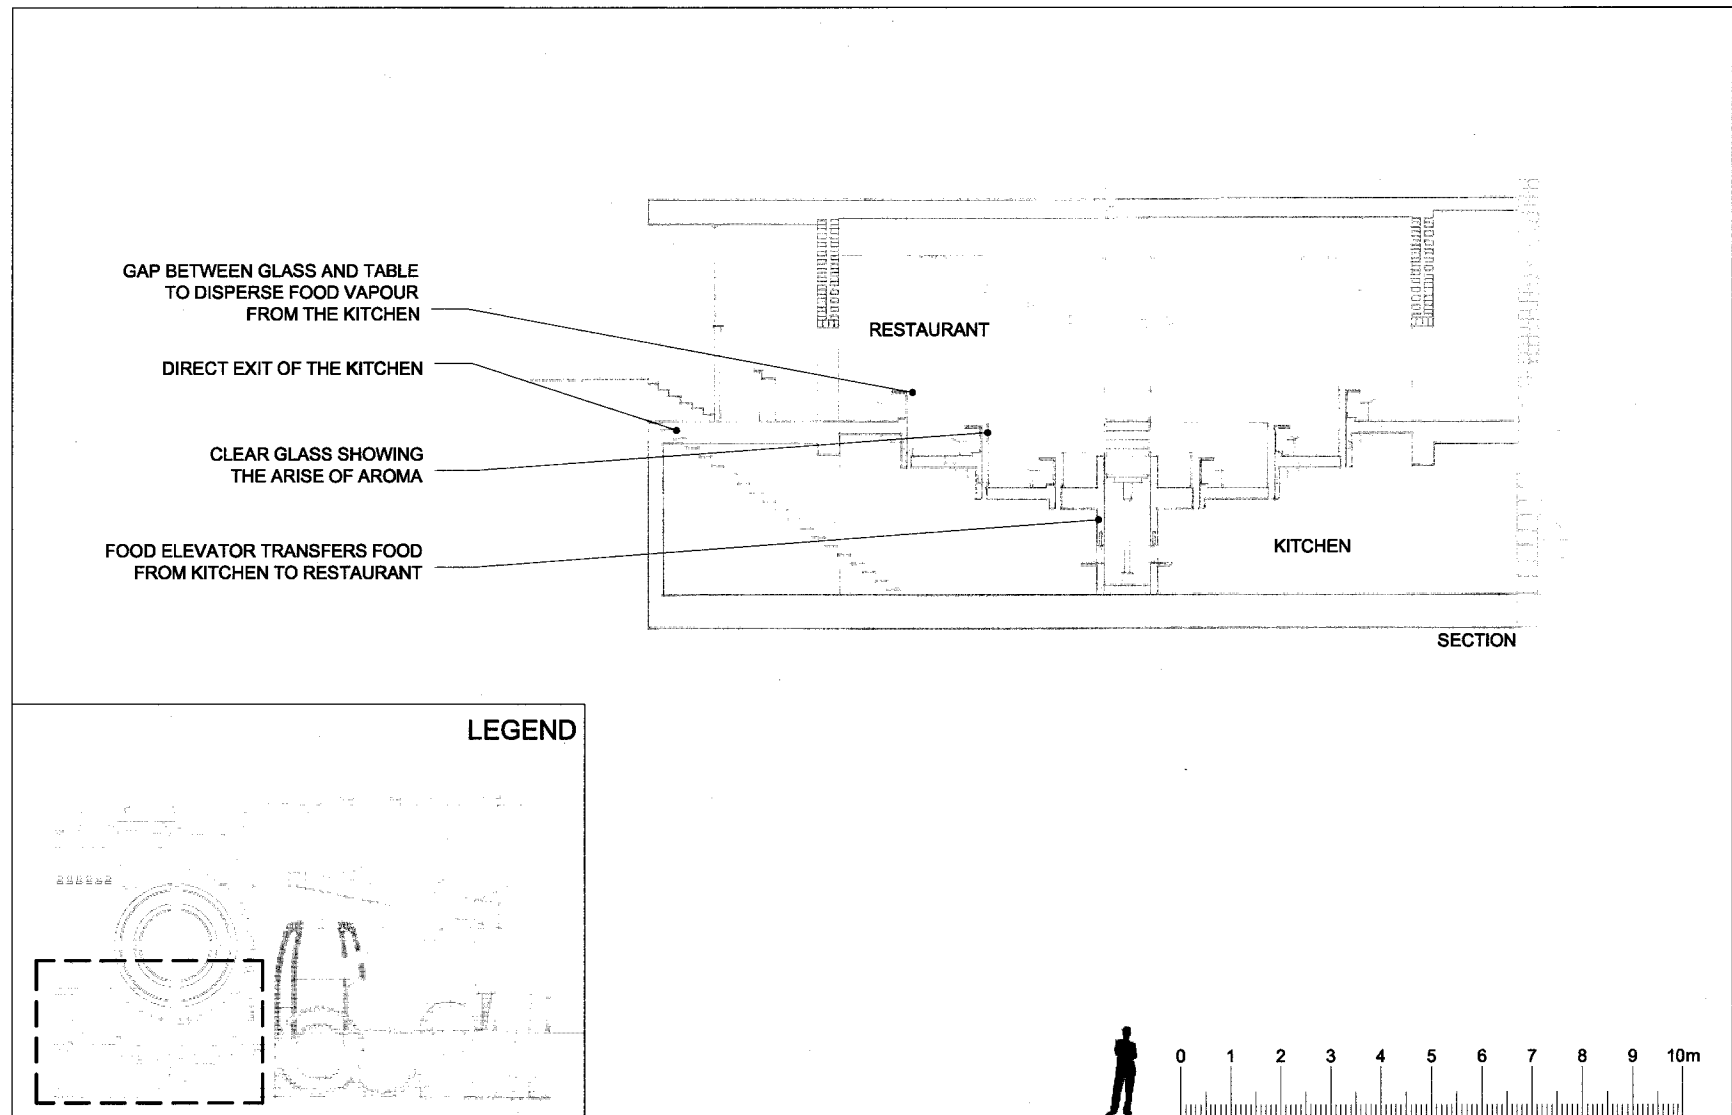 GAP BETWEEN GLASS AND TABLE
TO DISPERSE FOOD VAPOUR
FROM THE KITCHEN
RESTAURANT
DIRECT EXIT OF THE KITCHEN
CLEAR GLASS SHOWING
THE ARISE OF AROMA
FOOD ELEVATOR TRANSFERS FOOD
FROM KITCHEN TO RESTAURANT
KITCHEN
SECTION
LEGEND
0 1 2 3 4 5 6 7 8 9 10m